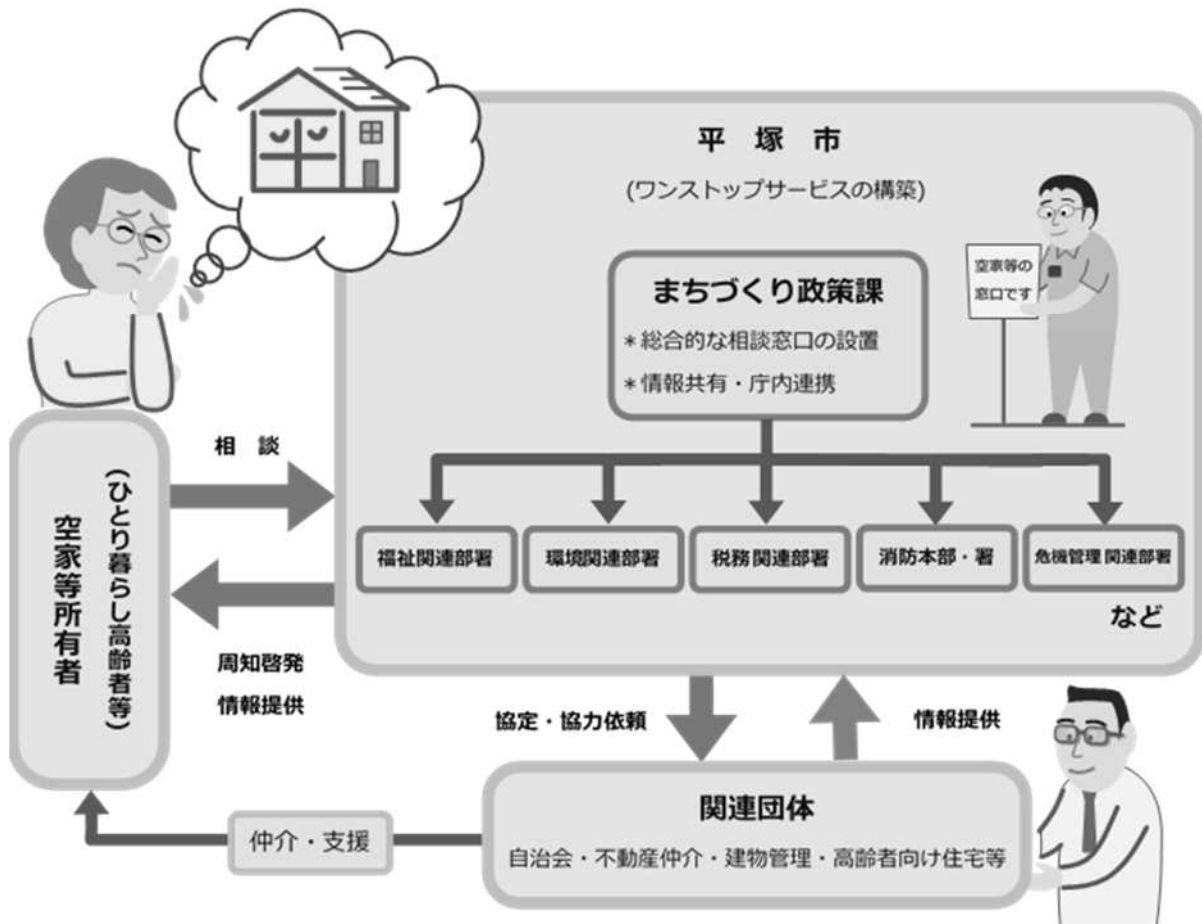 平 塚 市
(ワンストップサービスの構築)
空家等の
窓口です
まちづくり政策課
＊総合的な相談窓口の設置
＊情報共有・庁内連携
福祉関連部署
環境関連部署
税務関連部署
消防本部・署
危機管理関連部署
など
相 談
空家等所有者
(ひとり暮らし高齢者等)
周知啓発
情報提供
協定・協力依頼
情報提供
関連団体
自治会・不動産仲介・建物管理・高齢者向け住宅等
仲介・支援